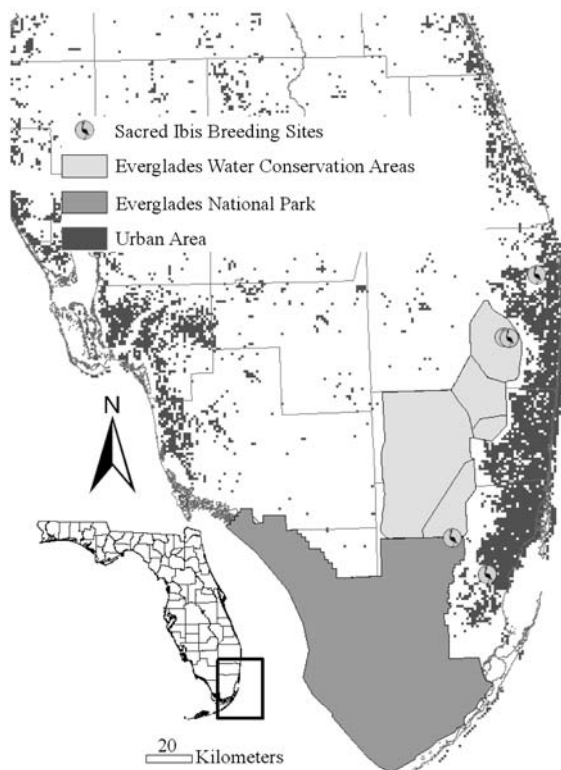 Sacred Ibis Breeding Sites
Everglades Water Conservation Areas
Everglades National Park
Urban Area
N
20
Kilometers